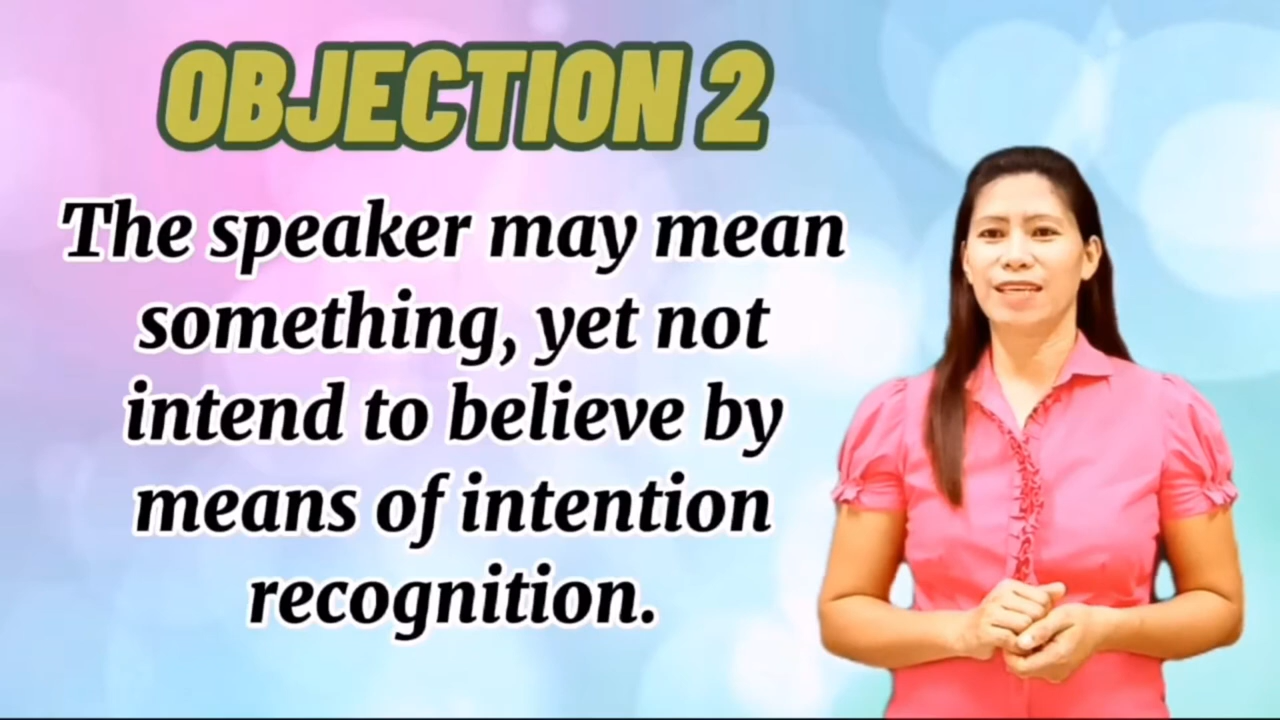 OBJECTION 2
The speaker may mean
something, yet not
intend to believe by
means of intention
recognition.